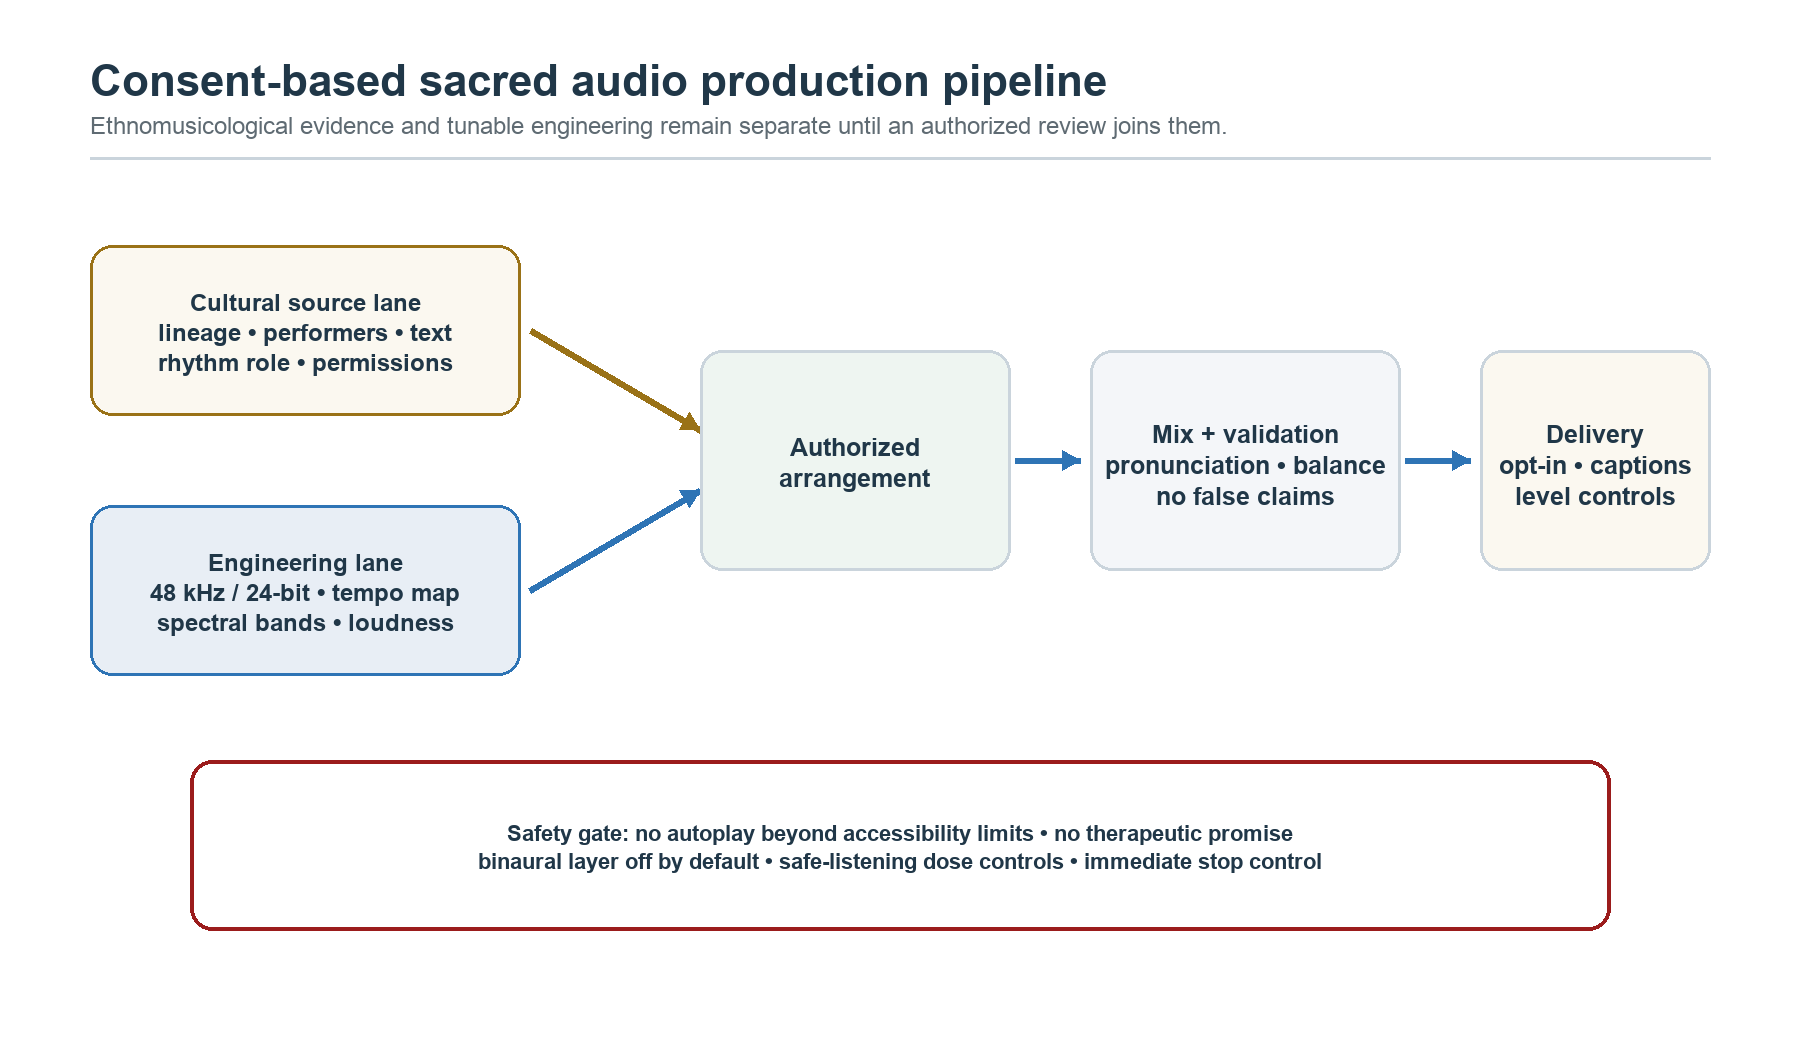 Consent-based sacred audio production pipeline
Ethnomusicological evidence and tunable engineering remain separate until an authorized review joins them.
Cultural source lane
lineage • performers • text
rhythm role • permissions
Engineering lane
48 kHz / 24-bit • tempo map
spectral bands • loudness
Authorized
arrangement
Mix + validation
pronunciation • balance
no false claims
Delivery
opt-in • captions
level controls
Safety gate: no autoplay beyond accessibility limits • no therapeutic promise
binaural layer off by default • safe-listening dose controls • immediate stop control